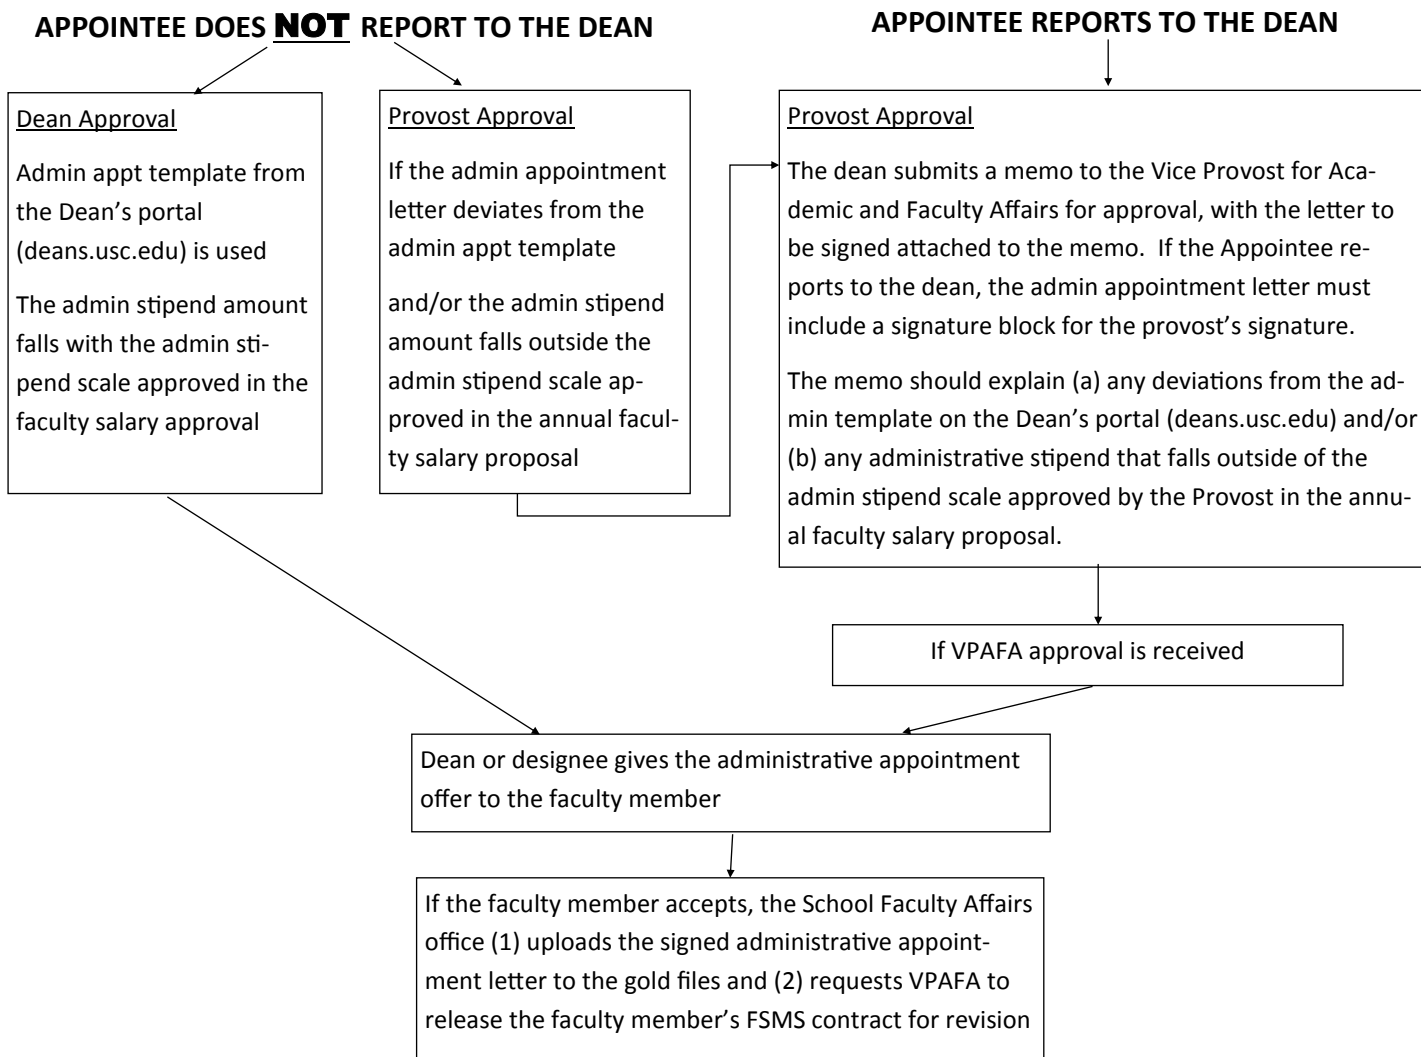 APPOINTEE DOES NOT REPORT TO THE DEAN
APPOINTEE REPORTS TO THE DEAN
Dean Approval
Admin appt template from
the Dean's portal
(deans.usc.edu) is used
The admin stipend amount
falls with the admin sti-
pend scale approved in the
faculty salary approval
Provost Approval
If the admin appointment
letter deviates from the
admin appt template
and/or the admin stipend
amount falls outside the
admin stipend scale ap-
proved in the annual facul-
ty salary proposal
Provost Approval
The dean submits a memo to the Vice Provost for Aca-
demic and Faculty Affairs for approval, with the letter to
be signed attached to the memo.  If the Appointee re-
ports to the dean, the admin appointment letter must
include a signature block for the provost's signature.
The memo should explain (a) any deviations from the ad-
min template on the Dean's portal (deans.usc.edu) and/or
(b) any administrative stipend that falls outside of the
admin stipend scale approved by the Provost in the annu-
al faculty salary proposal.
If VPAFA approval is received
Dean or designee gives the administrative appointment
offer to the faculty member
If the faculty member accepts, the School Faculty Affairs
office (1) uploads the signed administrative appoint-
ment letter to the gold files and (2) requests VPAFA to
release the faculty member's FSMS contract for revision